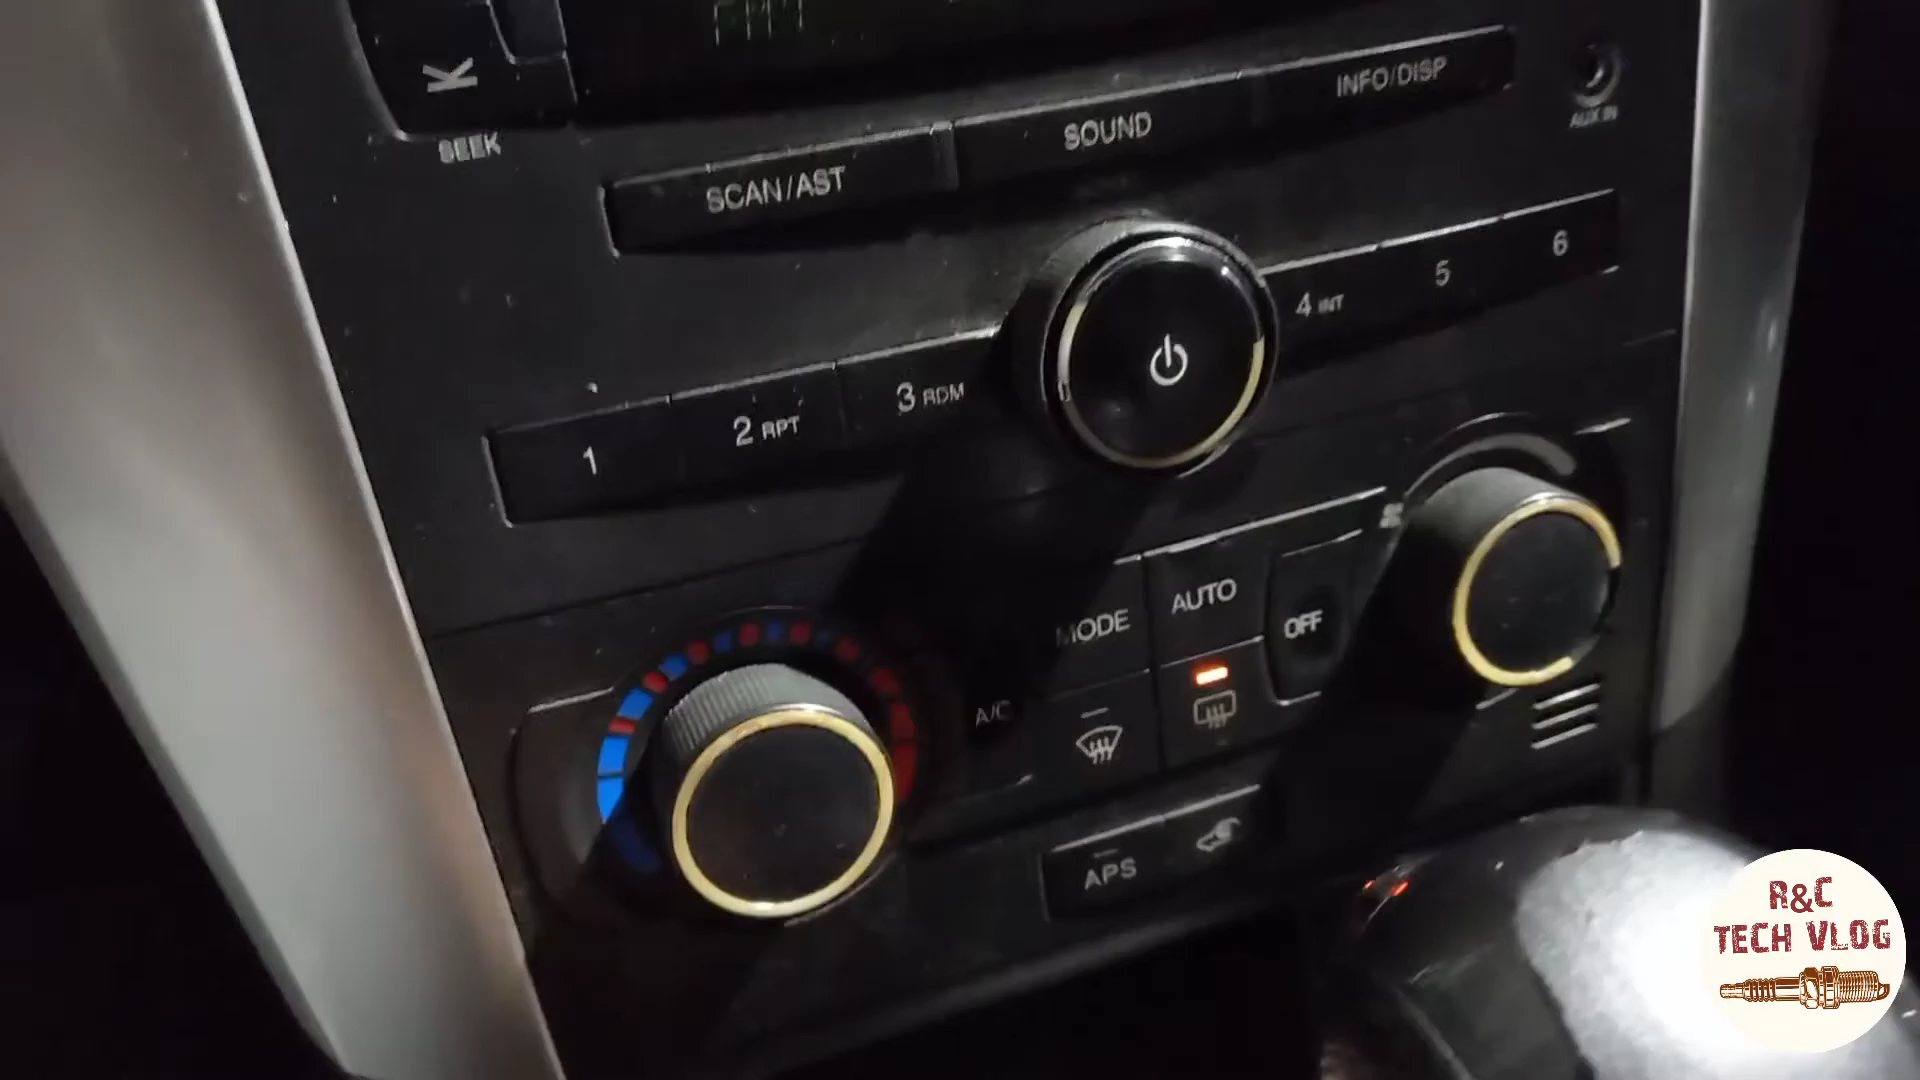 FM1
SEEK
SCAN/AST
SOUND
INFO/DISP
AUX IN
1
2 RPT
3 RDM
4 INT
5
6
MODE
AUTO
OFF
A/C
APS
R&C
TECH VLOG